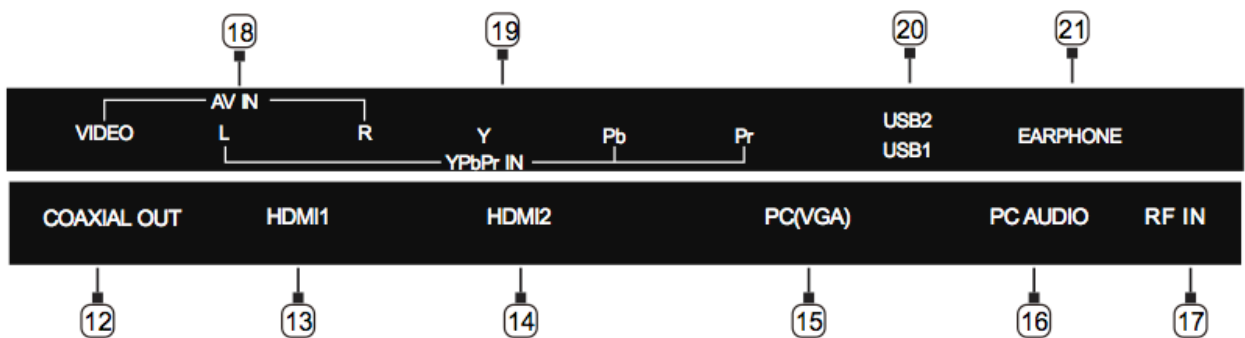 18 19 20 21
AV IN
VIDEO L R Y Pb Pr USB2 EARPHONE
USB1
YPbPr IN
COAXIAL OUT HDMI1 HDMI2 PC(VGA) PC AUDIO RF IN
12 13 14 15 16 17